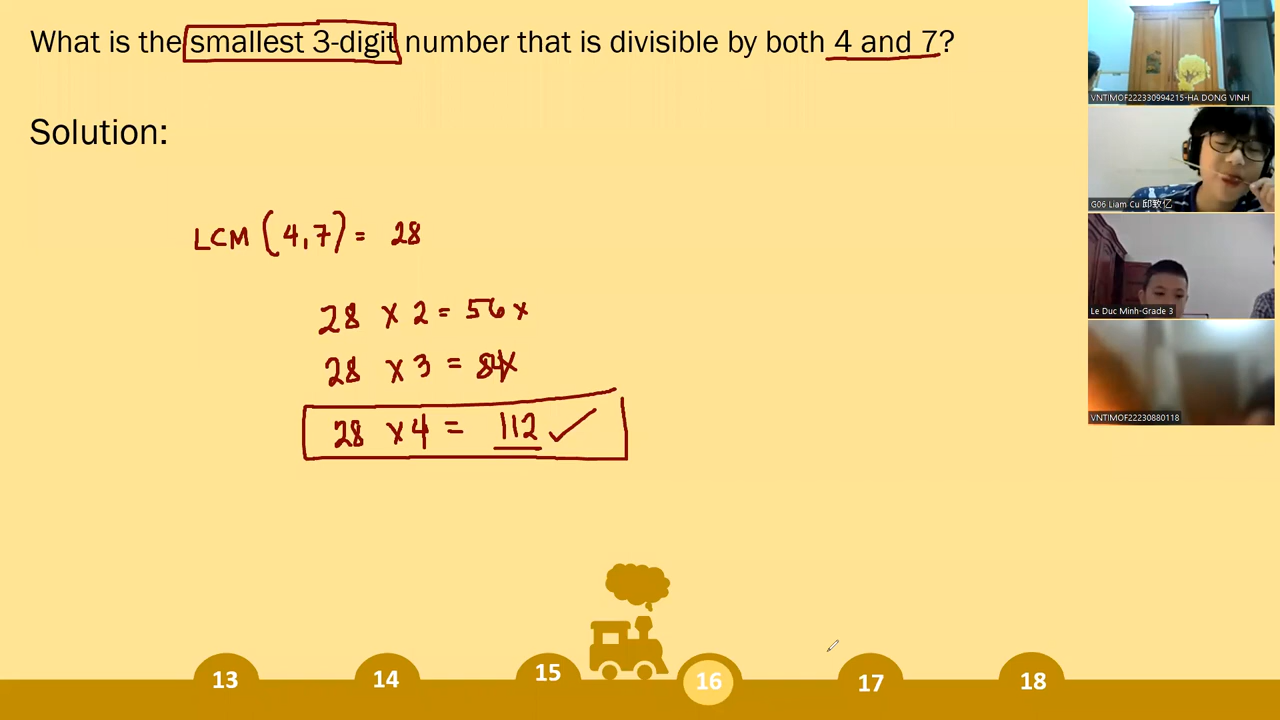 What is the smallest 3-digit number that is divisible by both 4 and 7?
Solution:
LCM (4,7) = 28
28 x 2 = 56 x
28 x 3 = 84 x
28 x 4 = 112 ✓
13 14 15 16 17 18
VNTIMOF222330994215-HA DONG VINH
G06 Liam Cu 邱致亿
Le Duc Minh-Grade 3
VNTIMOF22230880118